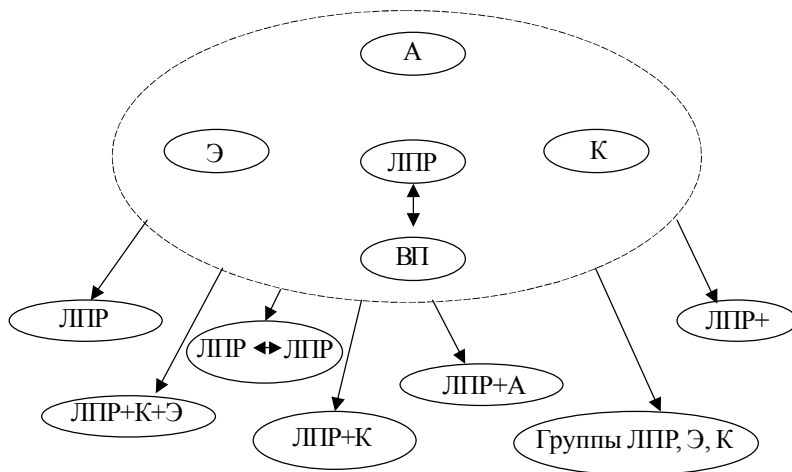 А
Э
ЛПР
К
ВП
ЛПР
ЛПР ЛПР
ЛПР+
ЛПР+К+Э
ЛПР+К
ЛПР+А
Группы ЛПР, Э, К